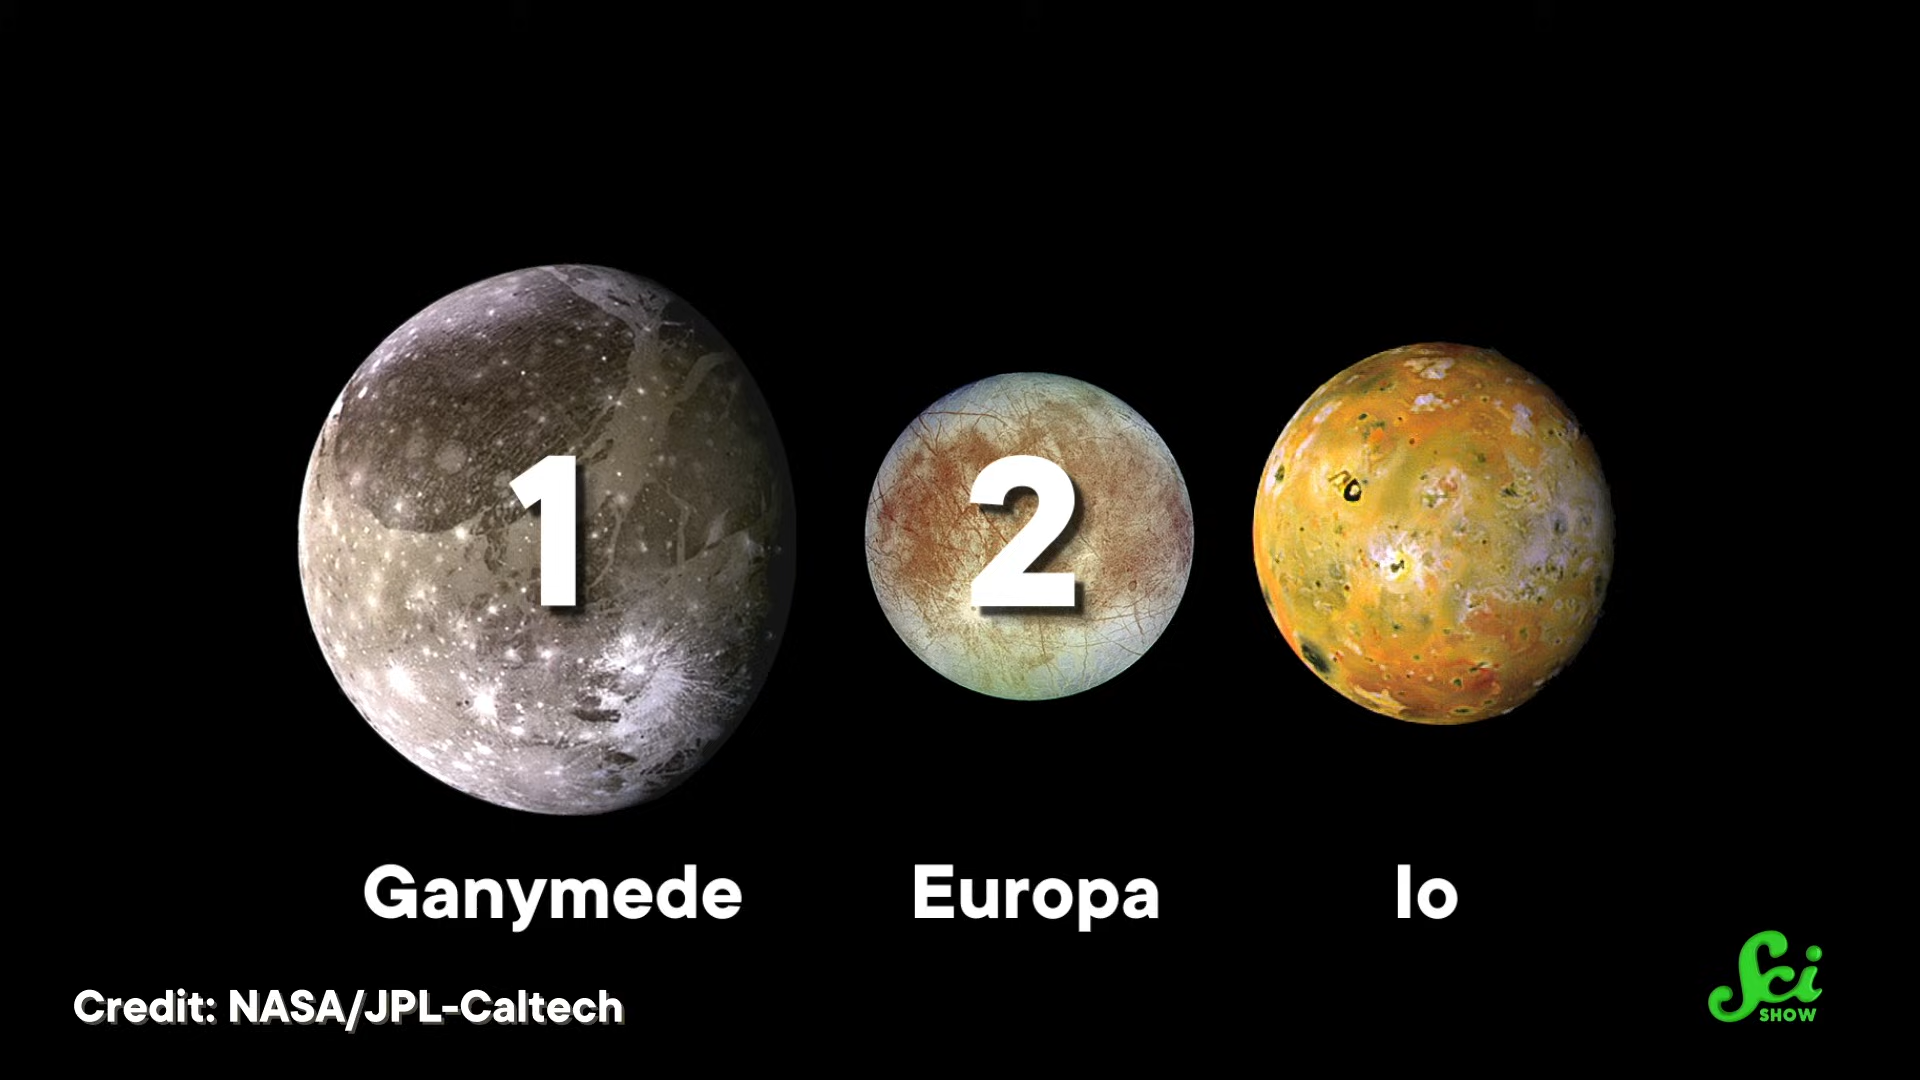 1
2
Ganymede
Europa
Io
Credit: NASA/JPL-Caltech
Sci
SHOW